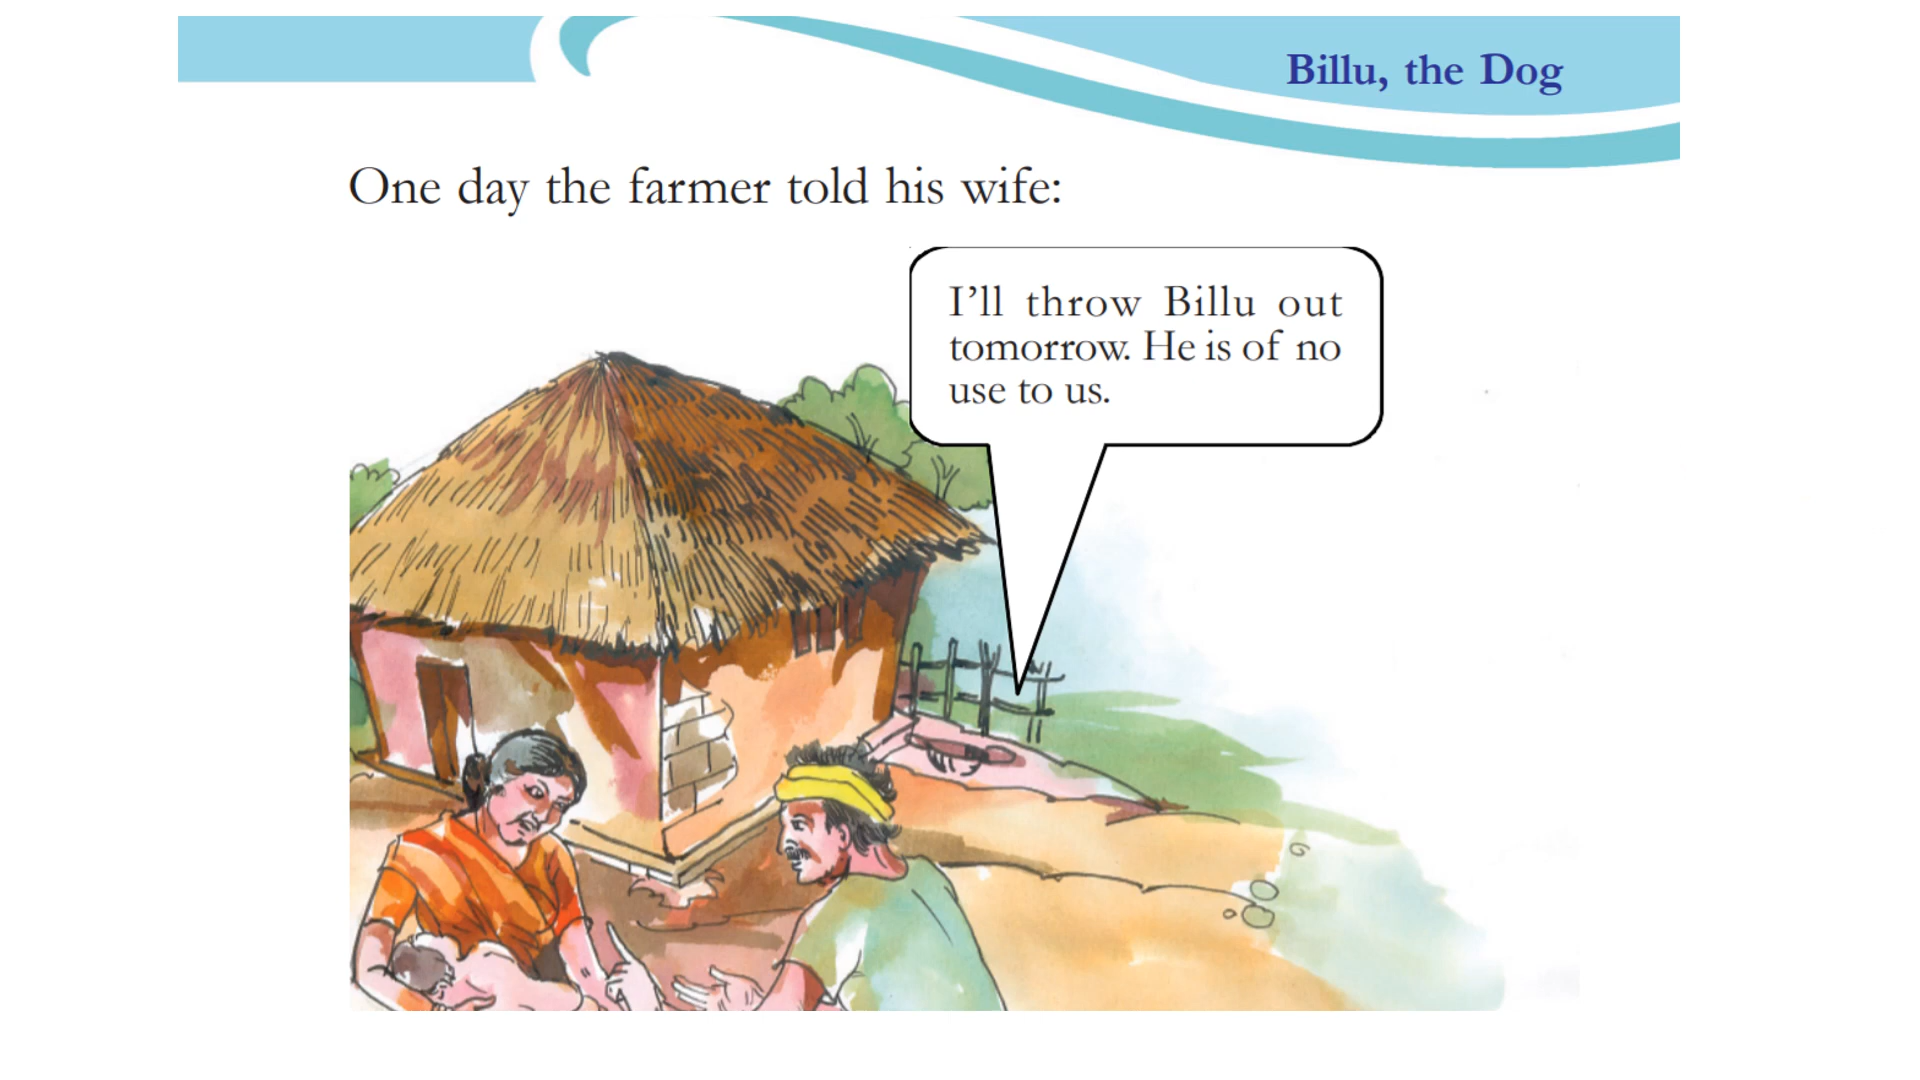 Billu, the Dog
One day the farmer told his wife:
I'll throw Billu out
tomorrow. He is of no
use to us.